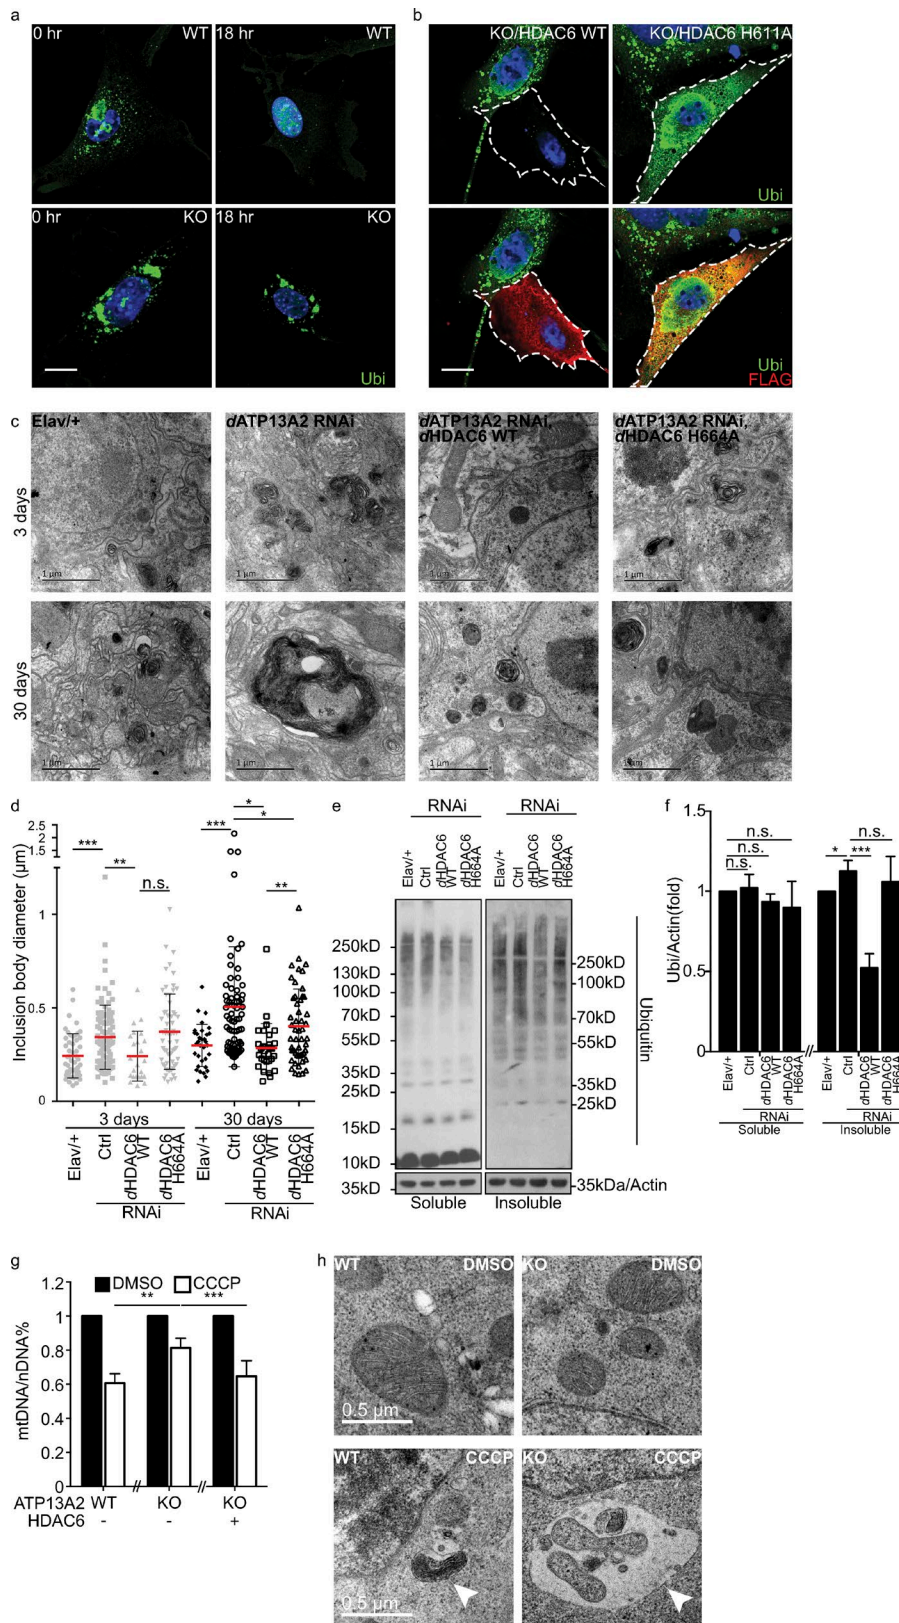 a
0 hr WT
18 hr WT
0 hr KO
18 hr KO
Ubi
b
KO/HDAC6 WT
KO/HDAC6 H611A
Ubi
Ubi
FLAG
c
Elav/+
dATP13A2 RNAi
dATP13A2 RNAi,
dHDAC6 WT
dATP13A2 RNAi,
dHDAC6 H664A
3 days
1 µm
1 µm
1 µm
1 µm
30 days
1 µm
1 µm
1 µm
1 µm
d
Inclusion body diameter (µm)
2.5
2.0
1.5
1
0.5
0
*** ** n.s. *** * * **
3 days 30 days
Elav/+
Ctrl
dHDAC6
WT
dHDAC6
H664A
Elav/+
Ctrl
dHDAC6
WT
dHDAC6
H664A
RNAi RNAi
e
RNAi RNAi
Elav/+
Ctrl
dHDAC6
WT
dHDAC6
H664A
Elav/+
Ctrl
dHDAC6
WT
dHDAC6
H664A
250kD
130kD
100kD
70kD
55kD
35kD
25kD
15kD
10kD
35kD
250kD
100kD
70kD
55kD
35kD
25kD
35kDa/Actin
Ubiquitin
Soluble Insoluble
f
Ubi/Actin(fold)
1.5
1
0.5
0
n.s.
n.s.
n.s.
n.s.
* ***
Elav/+
Ctrl
dHDAC6
WT
dHDAC6
H664A
Elav/+
Ctrl
dHDAC6
WT
dHDAC6
H664A
RNAi RNAi
Soluble Insoluble
g
DMSO CCCP
mtDNA/nDNA%
1.2
1
0.8
0.6
0.4
0.2
0
** ***
ATP13A2 WT KO KO
HDAC6 - - +
h
WT DMSO
0.5 µm
KO DMSO
WT CCCP
0.5 µm
KO CCCP